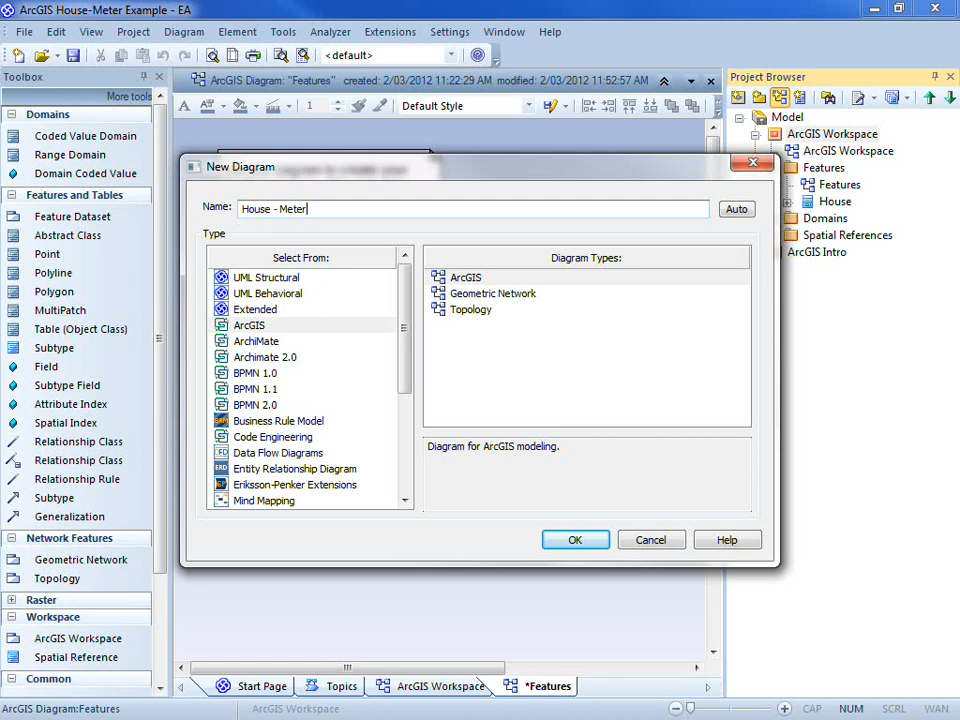 ArcGIS House-Meter Example - EA
File Edit View Project Diagram Element Tools Analyzer Extensions Settings Window Help
<default>
Toolbox
ArcGIS Diagram: "Features" created: 2/03/2012 11:22:29 AM modified: 2/03/2012 11:52:57 AM
Project Browser
More tools
1 Default Style
Domains
Coded Value Domain
Range Domain
Domain Coded Value
Features and Tables
Feature Dataset
Abstract Class
Point
Polyline
Polygon
MultiPatch
Table (Object Class)
Subtype
Field
Subtype Field
Attribute Index
Spatial Index
Relationship Class
Relationship Class
Relationship Rule
Subtype
Generalization
Network Features
Geometric Network
Topology
Raster
Workspace
ArcGIS Workspace
Spatial Reference
Common
New Diagram
Name: House - Meter Auto
Type
Select From:
UML Structural
UML Behavioral
Extended
ArcGIS
ArchiMate
Archimate 2.0
BPMN 1.0
BPMN 1.1
BPMN 2.0
Business Rule Model
Code Engineering
Data Flow Diagrams
Entity Relationship Diagram
Eriksson-Penker Extensions
Mind Mapping
Diagram Types:
ArcGIS
Geometric Network
Topology
Diagram for ArcGIS modeling.
OK Cancel Help
Model
ArcGIS Workspace
ArcGIS Workspace
Features
Features
House
Domains
Spatial References
ArcGIS Intro
Start Page Topics ArcGIS Workspace *Features
ArcGIS Diagram:Features ArcGIS Workspace CAP NUM SCRL WAN